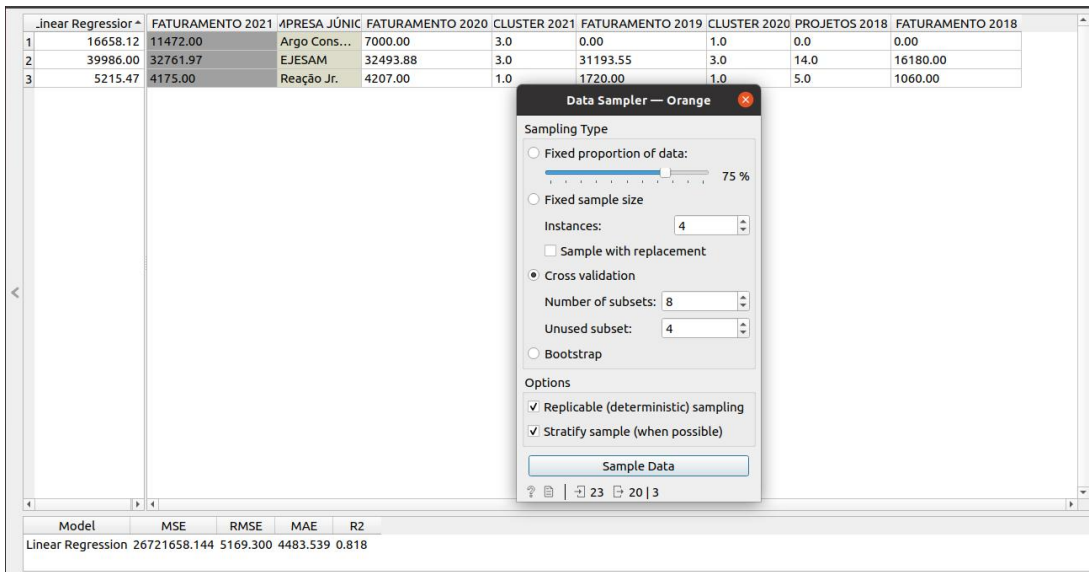 .inear Regressior FATURAMENTO 2021 MPRESA JÚNIC FATURAMENTO 2020 CLUSTER 2021 FATURAMENTO 2019 CLUSTER 2020 PROJETOS 2018 FATURAMENTO 2018
1 16658.12 11472.00 Argo Cons... 7000.00 3.0 0.00 1.0 0.0 0.00
2 39986.00 32761.97 EJESAM 32493.88 3.0 31193.55 3.0 14.0 16180.00
3 5215.47 4175.00 Reação Jr. 4207.00 1.0 1720.00 1.0 5.0 1060.00
Data Sampler — Orange
Sampling Type
Fixed proportion of data:
75 %
Fixed sample size
Instances: 4
Sample with replacement
Cross validation
Number of subsets: 8
Unused subset: 4
Bootstrap
Options
Replicable (deterministic) sampling
Stratify sample (when possible)
Sample Data
? 23 20 | 3
Model MSE RMSE MAE R2
Linear Regression 26721658.144 5169.300 4483.539 0.818